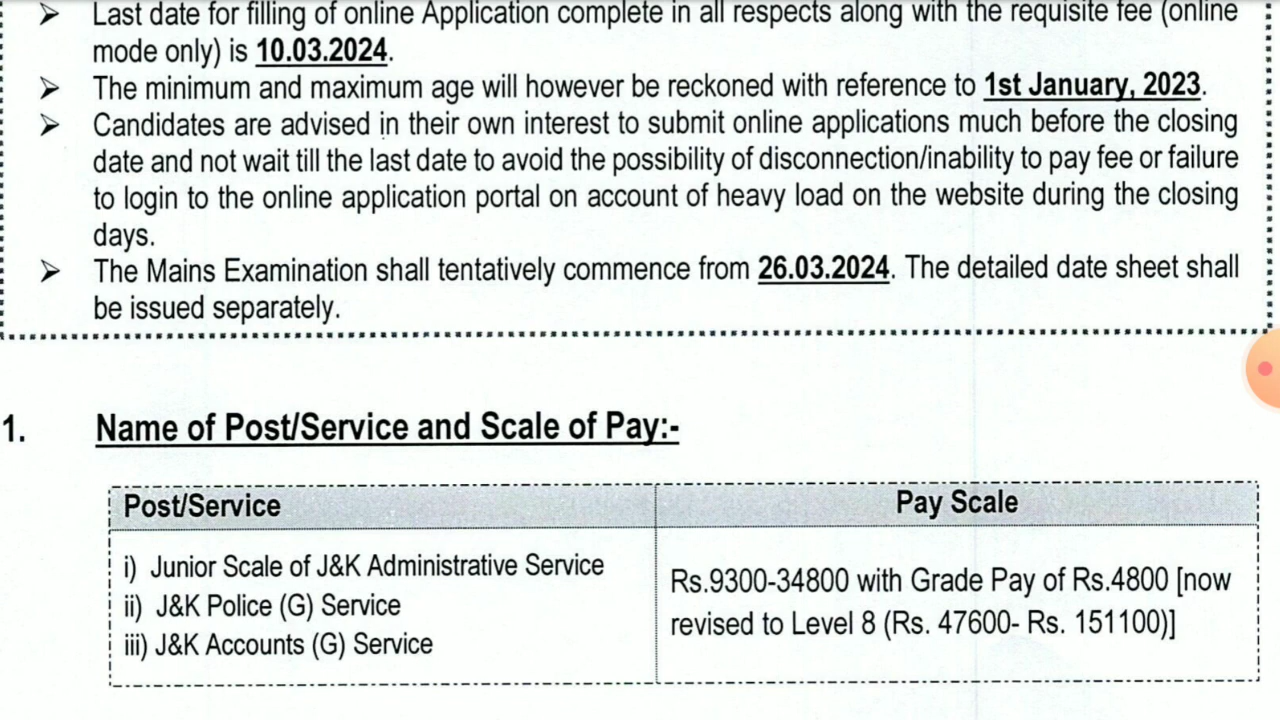 ➢ Last date for filling of online Application complete in all respects along with the requisite fee (online
mode only) is 10.03.2024.
➢ The minimum and maximum age will however be reckoned with reference to 1st January, 2023.
➢ Candidates are advised in their own interest to submit online applications much before the closing
date and not wait till the last date to avoid the possibility of disconnection/inability to pay fee or failure
to login to the online application portal on account of heavy load on the website during the closing
days.
➢ The Mains Examination shall tentatively commence from 26.03.2024. The detailed date sheet shall
be issued separately.
1. Name of Post/Service and Scale of Pay:-
Post/Service
Pay Scale
i) Junior Scale of J&K Administrative Service
ii) J&K Police (G) Service
iii) J&K Accounts (G) Service
Rs.9300-34800 with Grade Pay of Rs.4800 [now
revised to Level 8 (Rs. 47600- Rs. 151100)]